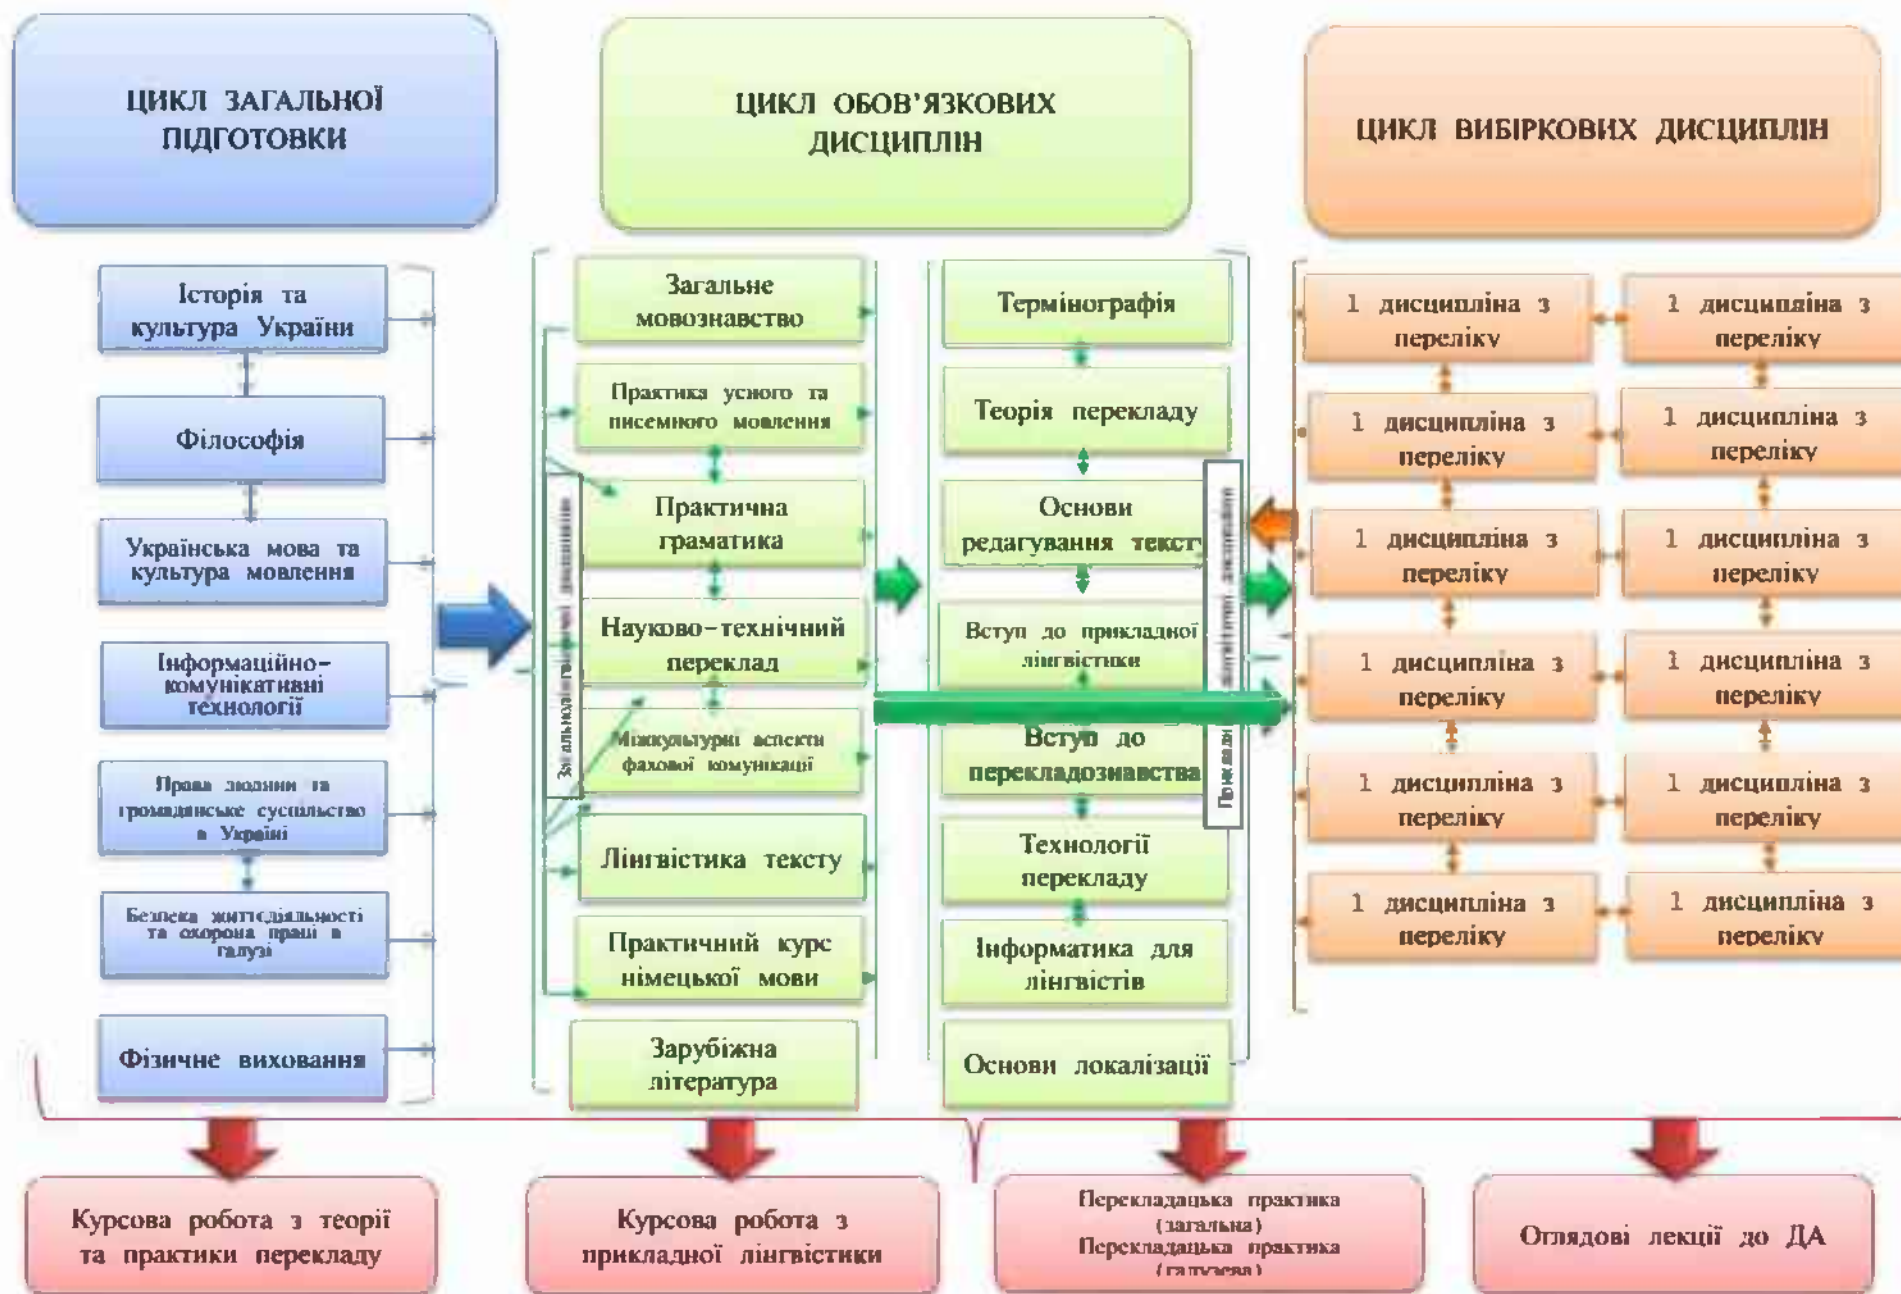 ЦИКЛ ЗАГАЛЬНОЇ
ПІДГОТОВКИ
ЦИКЛ ОБОВ'ЯЗКОВИХ
ДИСЦИПЛІН
ЦИКЛ ВИБІРКОВИХ ДИСЦИПЛІН
Історія та
культура України
Філософія
Українська мова та
культура мовлення
Інформаційно-
комунікативні
технології
Права людини та
громадянське суспільство
в Україні
Безпека життєдіяльності
та охорона праці в
галузі
Фізичне виховання
Загальнолінгвістичні дисципліни
Загальне
мовознавство
Практика усного та
писемного мовлення
Практична
граматика
Науково-технічний
переклад
Міжкультурні аспекти
фахової комунікації
Лінгвістика тексту
Практичний курс
німецької мови
Зарубіжна
література
Термінографія
Теорія перекладу
Основи
редагування тексту
Вступ до прикладної
лінгвістики
Вступ до
перекладознавства
Технології
перекладу
Інформатика для
лінгвістів
Основи локалізації
1 дисципліна з
переліку
1 дисципліна з
переліку
1 дисципліна з
переліку
1 дисципліна з
переліку
1 дисципліна з
переліку
1 дисципліна з
переліку
1 дисципліна з
переліку
1 дисципліна з
переліку
1 дисципліна з
переліку
1 дисципліна з
переліку
1 дисципліна з
переліку
1 дисципліна з
переліку
Курсова робота з теорії
та практики перекладу
Курсова робота з
прикладної лінгвістики
Перекладацька практика
(загальна)
Перекладацька практика
(галузева)
Оглядові лекції до ДА